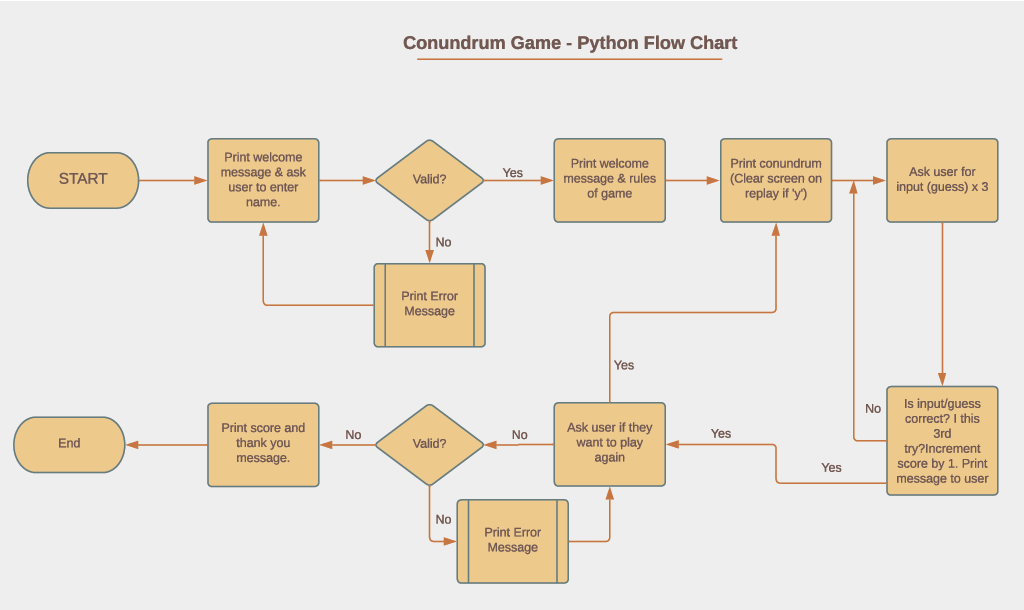 Conundrum Game - Python Flow Chart
START
Print welcome
message & ask
user to enter
name.
Valid?
Yes
No
Print Error
Message
Print welcome
message & rules
of game
Print conundrum
(Clear screen on
replay if 'y')
Ask user for
input (guess) x 3
No
Yes
Is input/guess
correct? I this
3rd
try?Increment
score by 1. Print
message to user
Yes
Yes
Ask user if they
want to play
again
No
Valid?
No
No
Print Error
Message
Print score and
thank you
message.
End